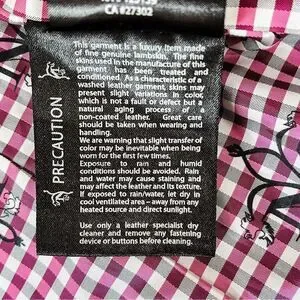 CA #27302
PRECAUTION
This garment is a luxury item made
of fine genuine lambskin. The fine
skins used in the manufacture of this
garment has been treated and
conditioned. As a characteristic of a
washed leather garment, skins may
present slight variations in color,
which is not a fault or defect but a
natural aging process of a
non-coated leather. Great care
should be taken when wearing and
handling.
We are warning that slight transfer of
color may be inevitable when being
worn for the first few times.
Exposure to rain and humid
conditions should be avoided. Rain
and water may cause staining and
may affect the leather and its texture.
If exposed to rain/water, let dry in
cool ventilated area – away from any
heated source and direct sunlight.
Use only a leather specialist dry
cleaner and remove any fastening
device or buttons before cleaning.